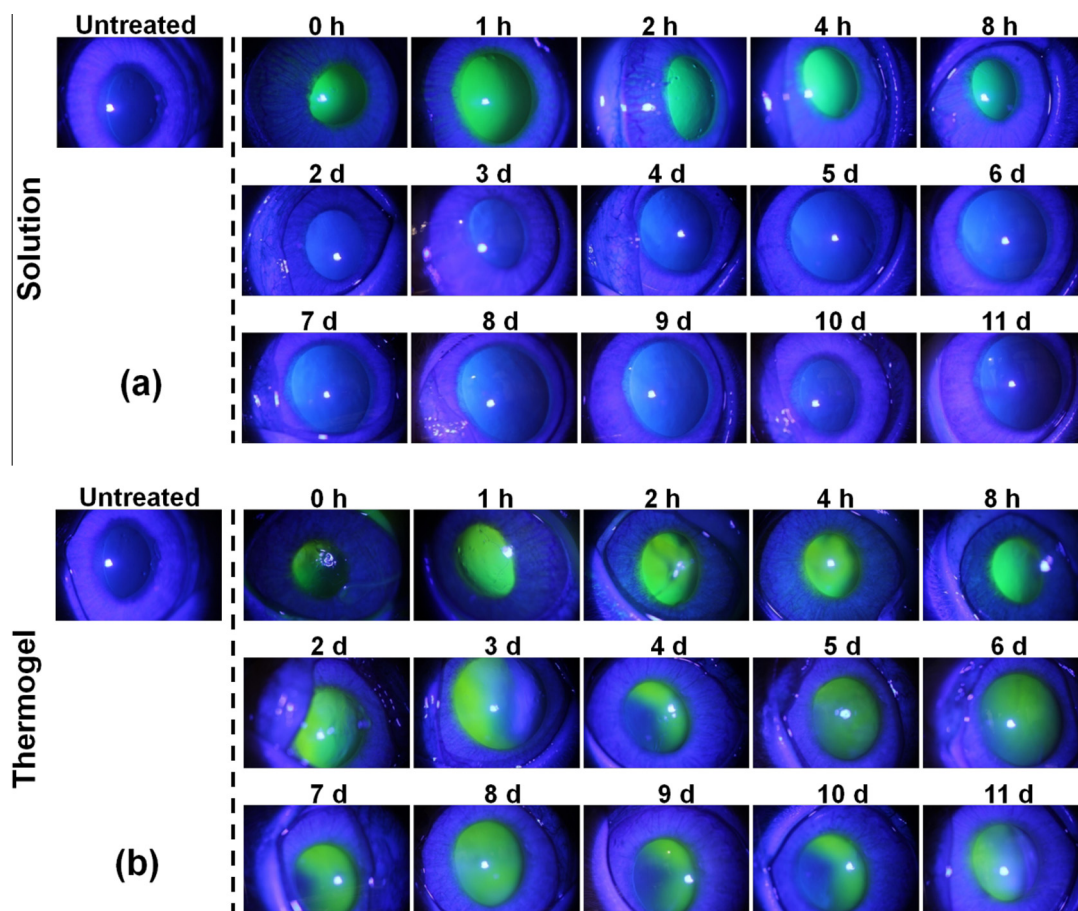 Untreated 0 h 1 h 2 h 4 h 8 h
2 d 3 d 4 d 5 d 6 d
7 d 8 d 9 d 10 d 11 d
Solution
(a)
Untreated 0 h 1 h 2 h 4 h 8 h
2 d 3 d 4 d 5 d 6 d
7 d 8 d 9 d 10 d 11 d
Thermogel
(b)